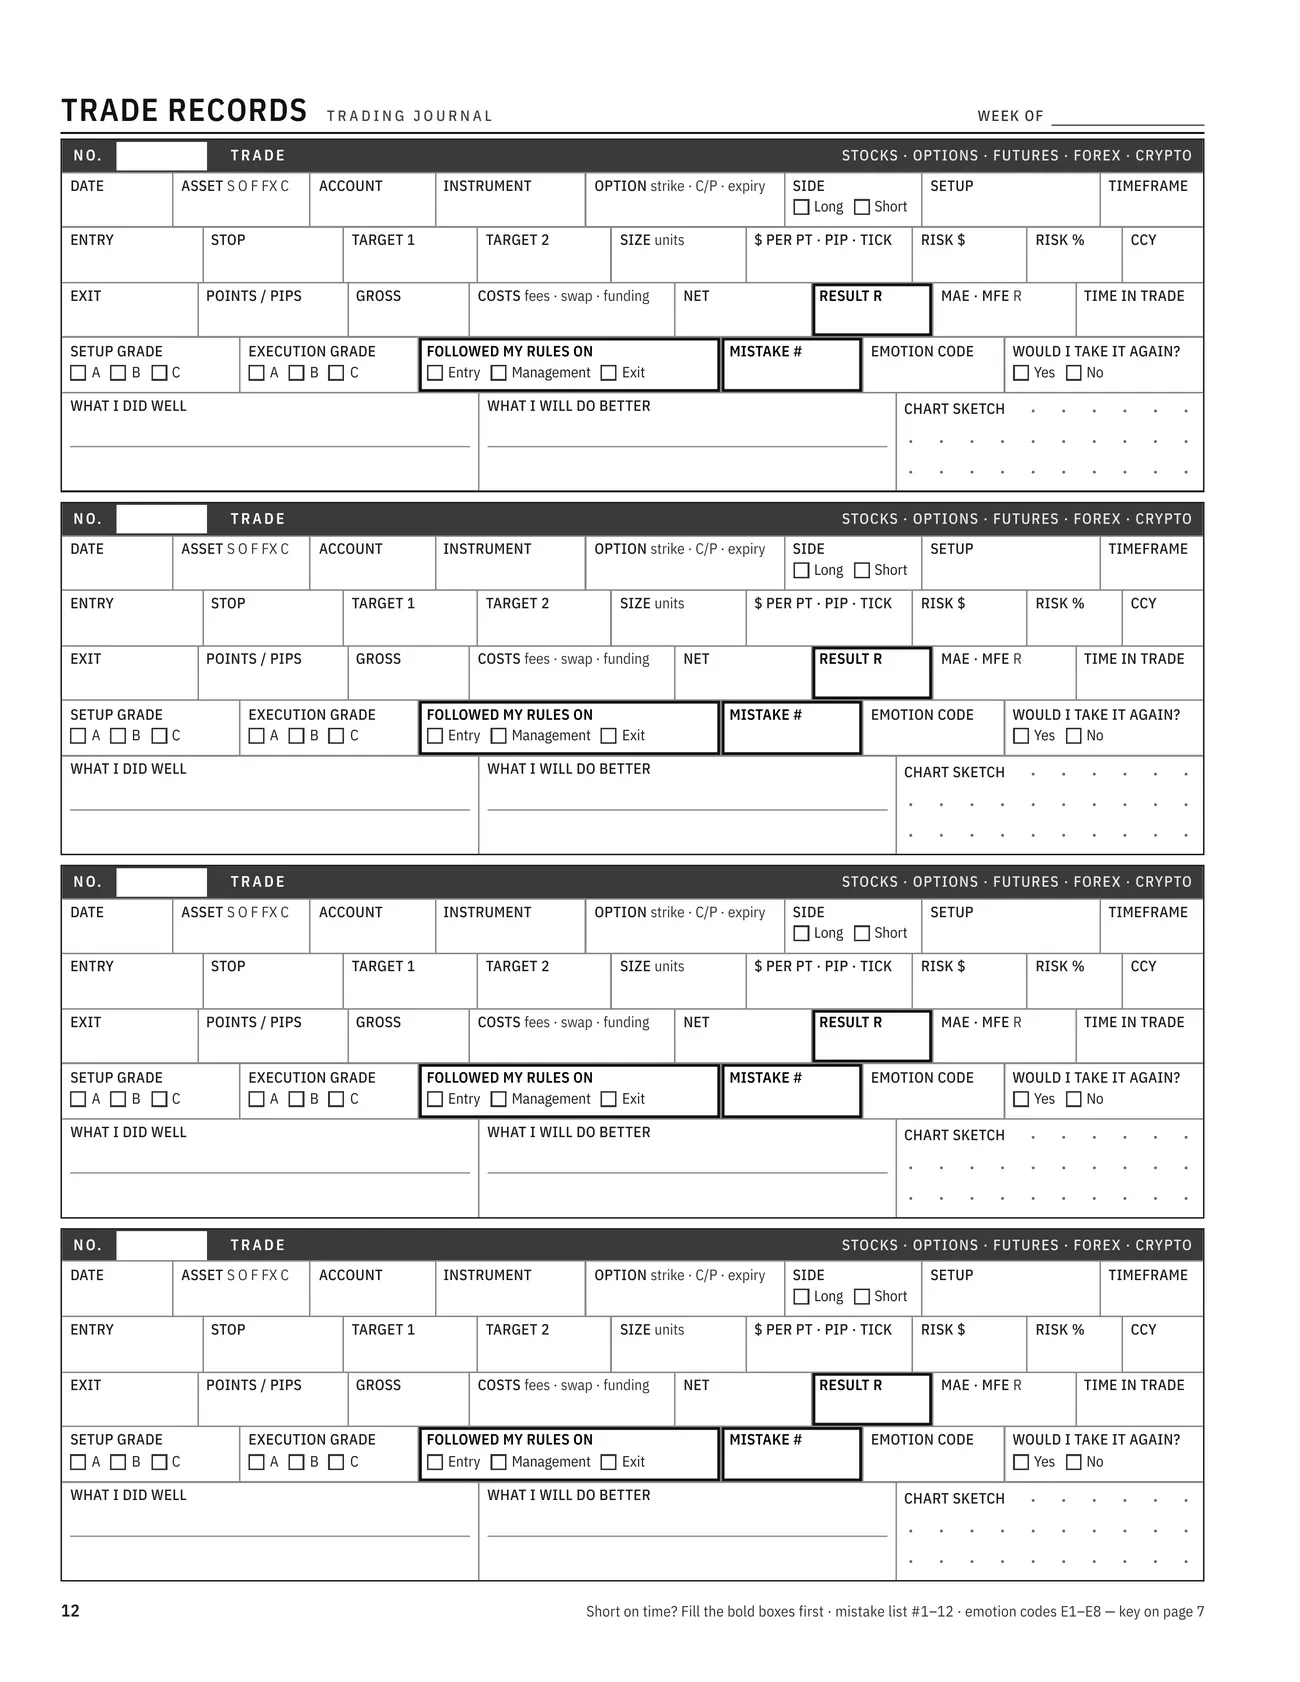 TRADE RECORDS TRADING JOURNAL WEEK OF
NO. TRADE STOCKS · OPTIONS · FUTURES · FOREX · CRYPTO
DATE ASSET S O F FX C ACCOUNT INSTRUMENT OPTION strike · C/P · expiry SIDE SETUP TIMEFRAME
Long Short
ENTRY STOP TARGET 1 TARGET 2 SIZE units $ PER PT · PIP · TICK RISK $ RISK % CCY
EXIT POINTS / PIPS GROSS COSTS fees · swap · funding NET RESULT R MAE · MFE R TIME IN TRADE
SETUP GRADE EXECUTION GRADE FOLLOWED MY RULES ON MISTAKE # EMOTION CODE WOULD I TAKE IT AGAIN?
A B C A B C Entry Management Exit Yes No
WHAT I DID WELL WHAT I WILL DO BETTER CHART SKETCH
NO. TRADE STOCKS · OPTIONS · FUTURES · FOREX · CRYPTO
DATE ASSET S O F FX C ACCOUNT INSTRUMENT OPTION strike · C/P · expiry SIDE SETUP TIMEFRAME
Long Short
ENTRY STOP TARGET 1 TARGET 2 SIZE units $ PER PT · PIP · TICK RISK $ RISK % CCY
EXIT POINTS / PIPS GROSS COSTS fees · swap · funding NET RESULT R MAE · MFE R TIME IN TRADE
SETUP GRADE EXECUTION GRADE FOLLOWED MY RULES ON MISTAKE # EMOTION CODE WOULD I TAKE IT AGAIN?
A B C A B C Entry Management Exit Yes No
WHAT I DID WELL WHAT I WILL DO BETTER CHART SKETCH
NO. TRADE STOCKS · OPTIONS · FUTURES · FOREX · CRYPTO
DATE ASSET S O F FX C ACCOUNT INSTRUMENT OPTION strike · C/P · expiry SIDE SETUP TIMEFRAME
Long Short
ENTRY STOP TARGET 1 TARGET 2 SIZE units $ PER PT · PIP · TICK RISK $ RISK % CCY
EXIT POINTS / PIPS GROSS COSTS fees · swap · funding NET RESULT R MAE · MFE R TIME IN TRADE
SETUP GRADE EXECUTION GRADE FOLLOWED MY RULES ON MISTAKE # EMOTION CODE WOULD I TAKE IT AGAIN?
A B C A B C Entry Management Exit Yes No
WHAT I DID WELL WHAT I WILL DO BETTER CHART SKETCH
NO. TRADE STOCKS · OPTIONS · FUTURES · FOREX · CRYPTO
DATE ASSET S O F FX C ACCOUNT INSTRUMENT OPTION strike · C/P · expiry SIDE SETUP TIMEFRAME
Long Short
ENTRY STOP TARGET 1 TARGET 2 SIZE units $ PER PT · PIP · TICK RISK $ RISK % CCY
EXIT POINTS / PIPS GROSS COSTS fees · swap · funding NET RESULT R MAE · MFE R TIME IN TRADE
SETUP GRADE EXECUTION GRADE FOLLOWED MY RULES ON MISTAKE # EMOTION CODE WOULD I TAKE IT AGAIN?
A B C A B C Entry Management Exit Yes No
WHAT I DID WELL WHAT I WILL DO BETTER CHART SKETCH
12 Short on time? Fill the bold boxes first · mistake list #1–12 · emotion codes E1–E8 — key on page 7